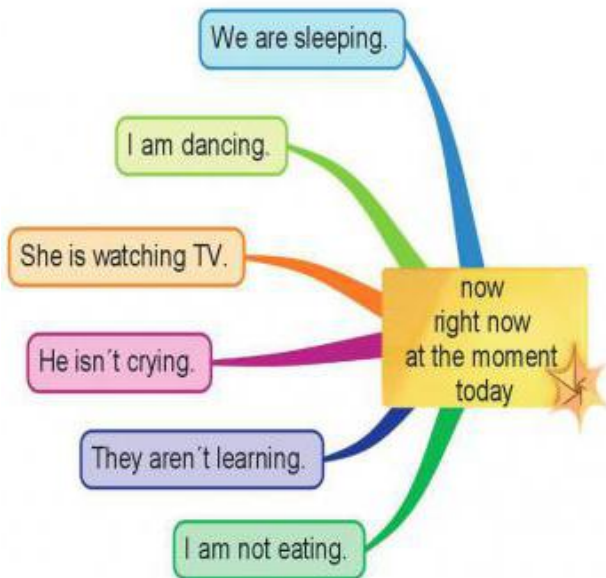 We are sleeping.
I am dancing.
She is watching TV.
He isn´t crying.
They aren´t learning.
I am not eating.
now
right now
at the moment
today